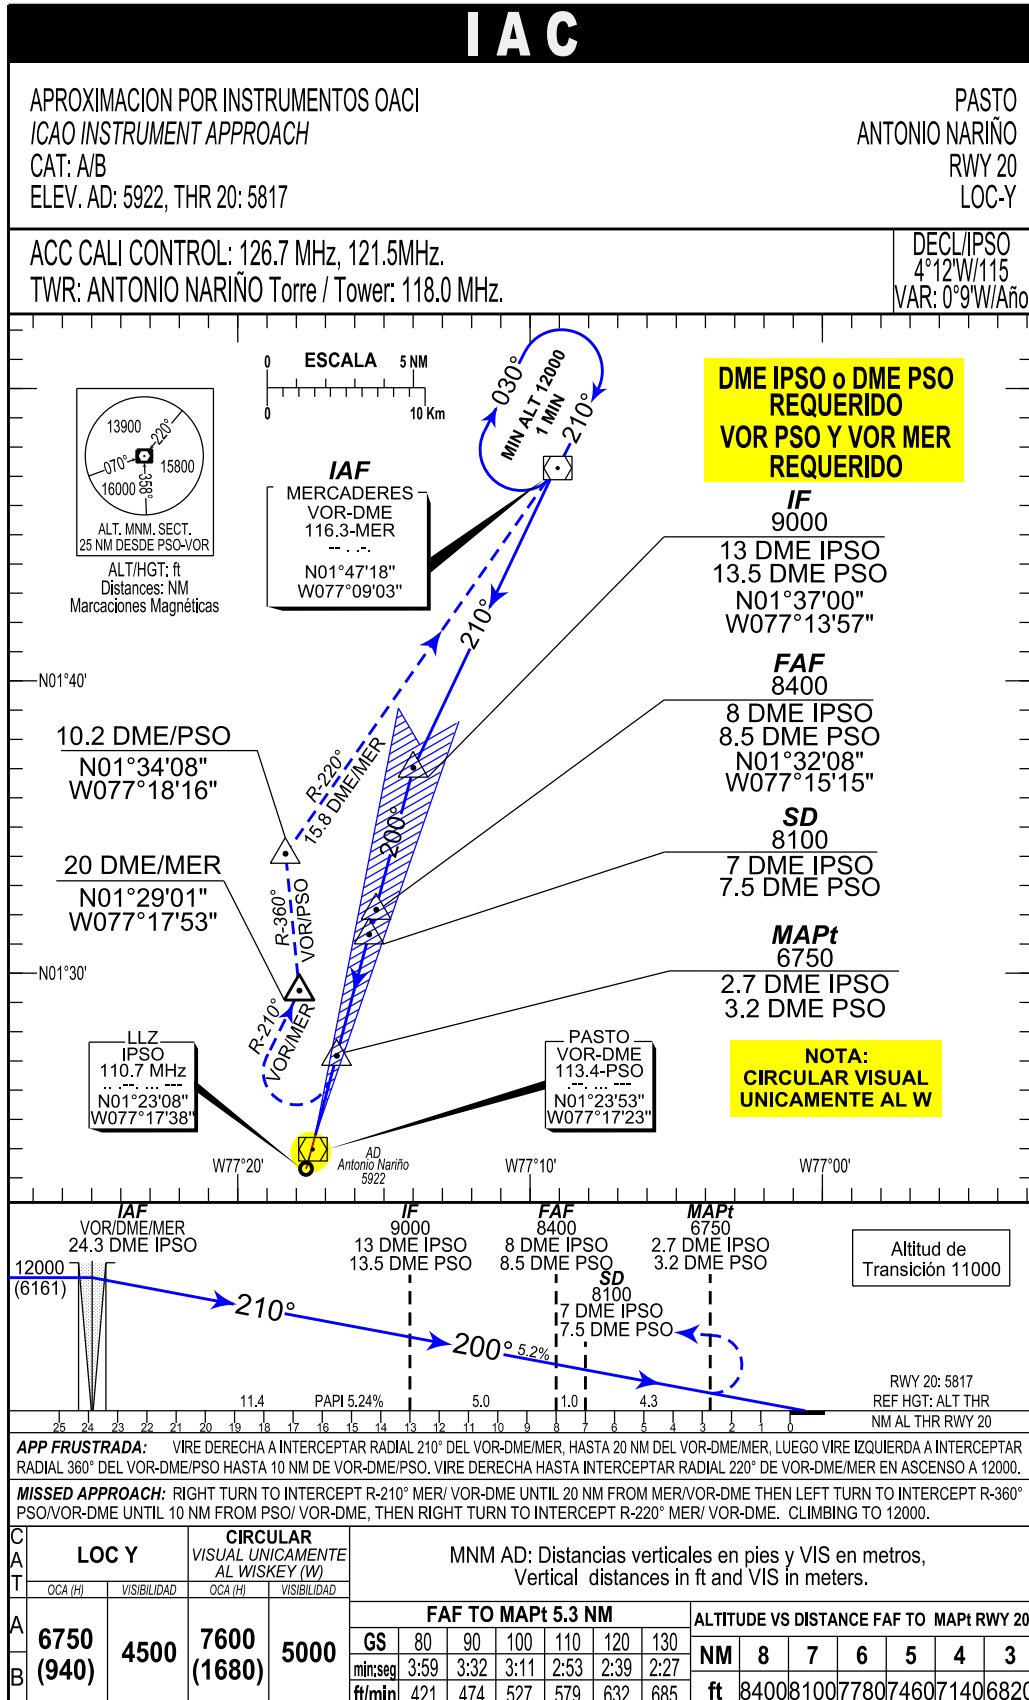 IAC
APROXIMACION POR INSTRUMENTOS OACI
ICAO INSTRUMENT APPROACH
CAT: A/B
ELEV. AD: 5922, THR 20: 5817
PASTO
ANTONIO NARIÑO
RWY 20
LOC-Y
ACC CALI CONTROL: 126.7 MHz, 121.5MHz.
TWR: ANTONIO NARIÑO Torre / Tower: 118.0 MHz.
DECL/IPSO
4°12'W/115
VAR: 0°9'W/Año
0 ESCALA 5 NM
0 10 Km
13900
220°
070°
15800
16000
358°
ALT. MNM. SECT.
25 NM DESDE PSO-VOR
ALT/HGT: ft
Distances: NM
Marcaciones Magnéticas
030°
MIN ALT 12000
1 MIN
210°
IAF
MERCADERES
VOR-DME
116.3-MER
-- . .-.
N01°47'18"
W077°09'03"
DME IPSO o DME PSO
REQUERIDO
VOR PSO Y VOR MER
REQUERIDO
IF
9000
13 DME IPSO
13.5 DME PSO
N01°37'00"
W077°13'57"
210°
N01°40'
FAF
8400
8 DME IPSO
8.5 DME PSO
N01°32'08"
W077°15'15"
10.2 DME/PSO
N01°34'08"
W077°18'16"
R-220°
15.8 DME/MER
200°
SD
8100
7 DME IPSO
7.5 DME PSO
20 DME/MER
N01°29'01"
W077°17'53"
R-360°
VOR/PSO
MAPt
6750
2.7 DME IPSO
3.2 DME PSO
N01°30'
R-210°
VOR/MER
LLZ
IPSO
110.7 MHz
.. .--. ... ---
N01°23'08"
W077°17'38"
PASTO
VOR-DME
113.4-PSO
.--. ... ---
N01°23'53"
W077°17'23"
NOTA:
CIRCULAR VISUAL
UNICAMENTE AL W
AD
Antonio Nariño
5922
W77°20'
W77°10'
W77°00'
IAF
VOR/DME/MER
24.3 DME IPSO
IF
9000
13 DME IPSO
13.5 DME PSO
FAF
8400
8 DME IPSO
8.5 DME PSO
SD
8100
7 DME IPSO
7.5 DME PSO
MAPt
6750
2.7 DME IPSO
3.2 DME PSO
Altitud de
Transición 11000
12000
(6161)
210°
200° 5.2%
RWY 20: 5817
REF HGT: ALT THR
NM AL THR RWY 20
11.4 PAPI 5.24% 5.0 1.0 4.3
25 24 23 22 21 20 19 18 17 16 15 14 13 12 11 10 9 8 7 6 5 4 3 2 1 0
APP FRUSTRADA: VIRE DERECHA A INTERCEPTAR RADIAL 210° DEL VOR-DME/MER, HASTA 20 NM DEL VOR-DME/MER, LUEGO VIRE IZQUIERDA A INTERCEPTAR
RADIAL 360° DEL VOR-DME/PSO HASTA 10 NM DE VOR-DME/PSO. VIRE DERECHA HASTA INTERCEPTAR RADIAL 220° DE VOR-DME/MER EN ASCENSO A 12000.
MISSED APPROACH: RIGHT TURN TO INTERCEPT R-210° MER/ VOR-DME UNTIL 20 NM FROM MER/VOR-DME THEN LEFT TURN TO INTERCEPT R-360°
PSO/VOR-DME UNTIL 10 NM FROM PSO/ VOR-DME, THEN RIGHT TURN TO INTERCEPT R-220° MER/ VOR-DME. CLIMBING TO 12000.
CAT
LOC Y
OCA (H) VISIBILIDAD
CIRCULAR
VISUAL UNICAMENTE
AL WISKEY (W)
OCA (H) VISIBILIDAD
A
B
6750
(940)
4500
7600
(1680)
5000
MNM AD: Distancias verticales en pies y VIS en metros,
Vertical distances in ft and VIS in meters.
FAF TO MAPt 5.3 NM
GS 80 90 100 110 120 130
min:seg 3:59 3:32 3:11 2:53 2:39 2:27
ft/min 421 474 527 579 632 685
ALTITUDE VS DISTANCE FAF TO MAPt RWY 20
NM 8 7 6 5 4 3
ft 8400 8100 7780 7460 7140 6820